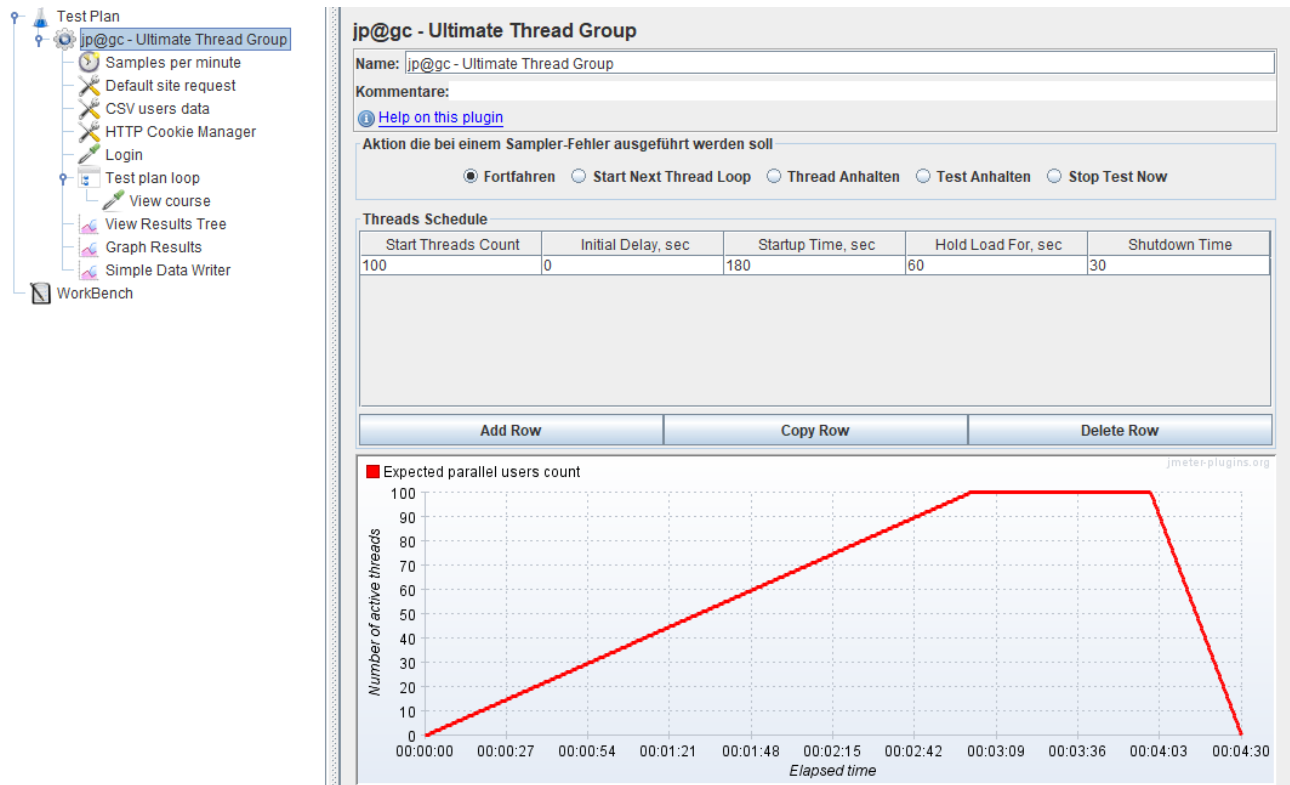 Test Plan
jp@gc - Ultimate Thread Group
Samples per minute
Default site request
CSV users data
HTTP Cookie Manager
Login
Test plan loop
View course
View Results Tree
Graph Results
Simple Data Writer
WorkBench
jp@gc - Ultimate Thread Group
Name: jp@gc - Ultimate Thread Group
Kommentare:
Help on this plugin
Aktion die bei einem Sampler-Fehler ausgeführt werden soll
Fortfahren Start Next Thread Loop Thread Anhalten Test Anhalten Stop Test Now
Threads Schedule
Start Threads Count Initial Delay, sec Startup Time, sec Hold Load For, sec Shutdown Time
100 0 180 60 30
Add Row Copy Row Delete Row
Expected parallel users count
jmeter-plugins.org
Number of active threads
100
90
80
70
60
50
40
30
20
10
0
00:00:00 00:00:27 00:00:54 00:01:21 00:01:48 00:02:15 00:02:42 00:03:09 00:03:36 00:04:03 00:04:30
Elapsed time